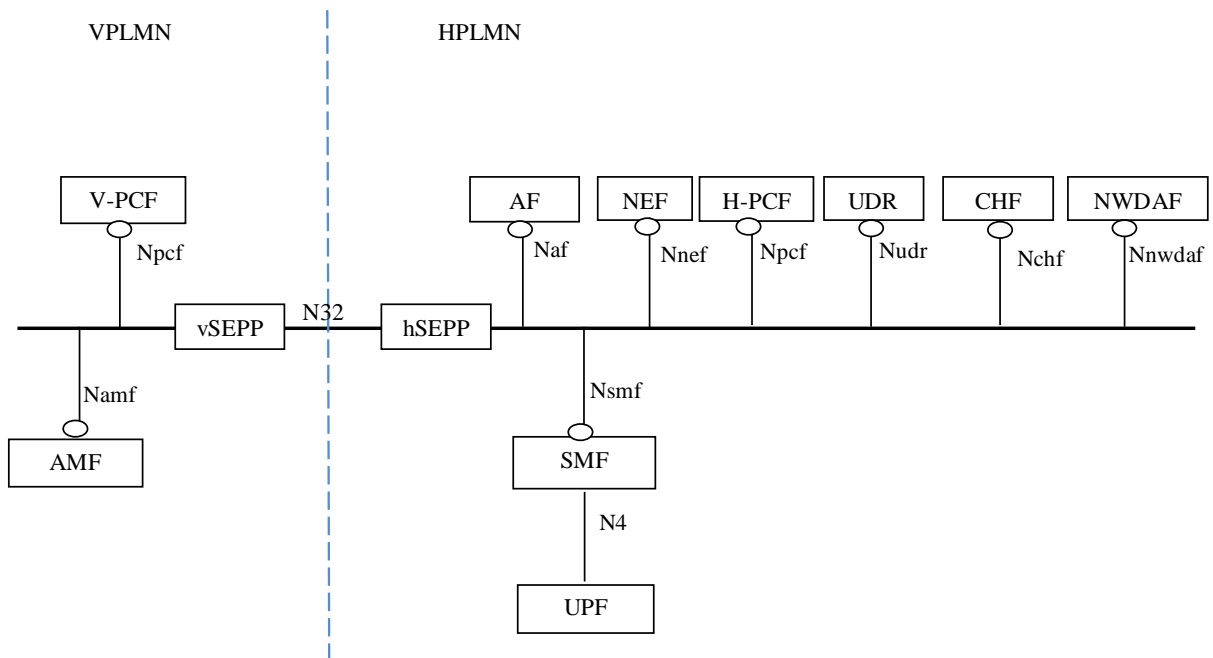 VPLMN
HPLMN
V-PCF
AF
NEF
H-PCF
UDR
CHF
NWDAF
Npcf
Naf
Nnef
Npcf
Nudr
Nchf
Nnwdaf
N32
vSEPP
hSEPP
Namf
Nsmf
AMF
SMF
N4
UPF